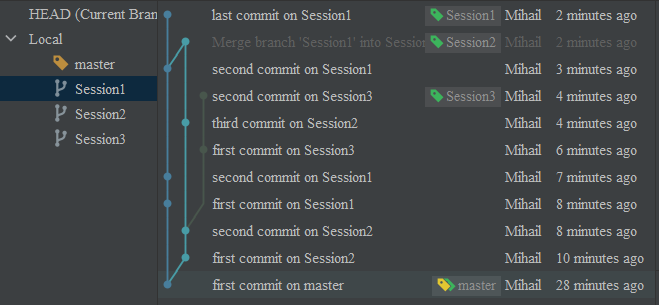 HEAD (Current Bran
Local
master
Session1
Session2
Session3
last commit on Session1 Session1 Mihail 2 minutes ago
Merge branch 'Session1' into Session Session2 Mihail 2 minutes ago
second commit on Session1 Mihail 3 minutes ago
second commit on Session3 Session3 Mihail 4 minutes ago
third commit on Session2 Mihail 4 minutes ago
first commit on Session3 Mihail 6 minutes ago
second commit on Session1 Mihail 7 minutes ago
first commit on Session1 Mihail 8 minutes ago
second commit on Session2 Mihail 8 minutes ago
first commit on Session2 Mihail 10 minutes ago
first commit on master master Mihail 28 minutes ago